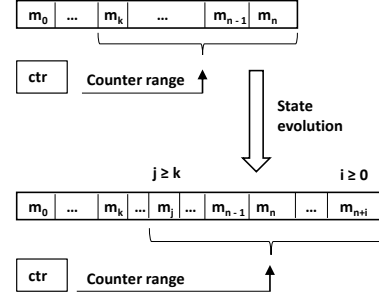 m0 ... mk ... mn-1 mn
ctr Counter range
State
evolution
j ≥ k i ≥ 0
m0 ... mk ... mj ... mn-1 mn ... mn+i
ctr Counter range